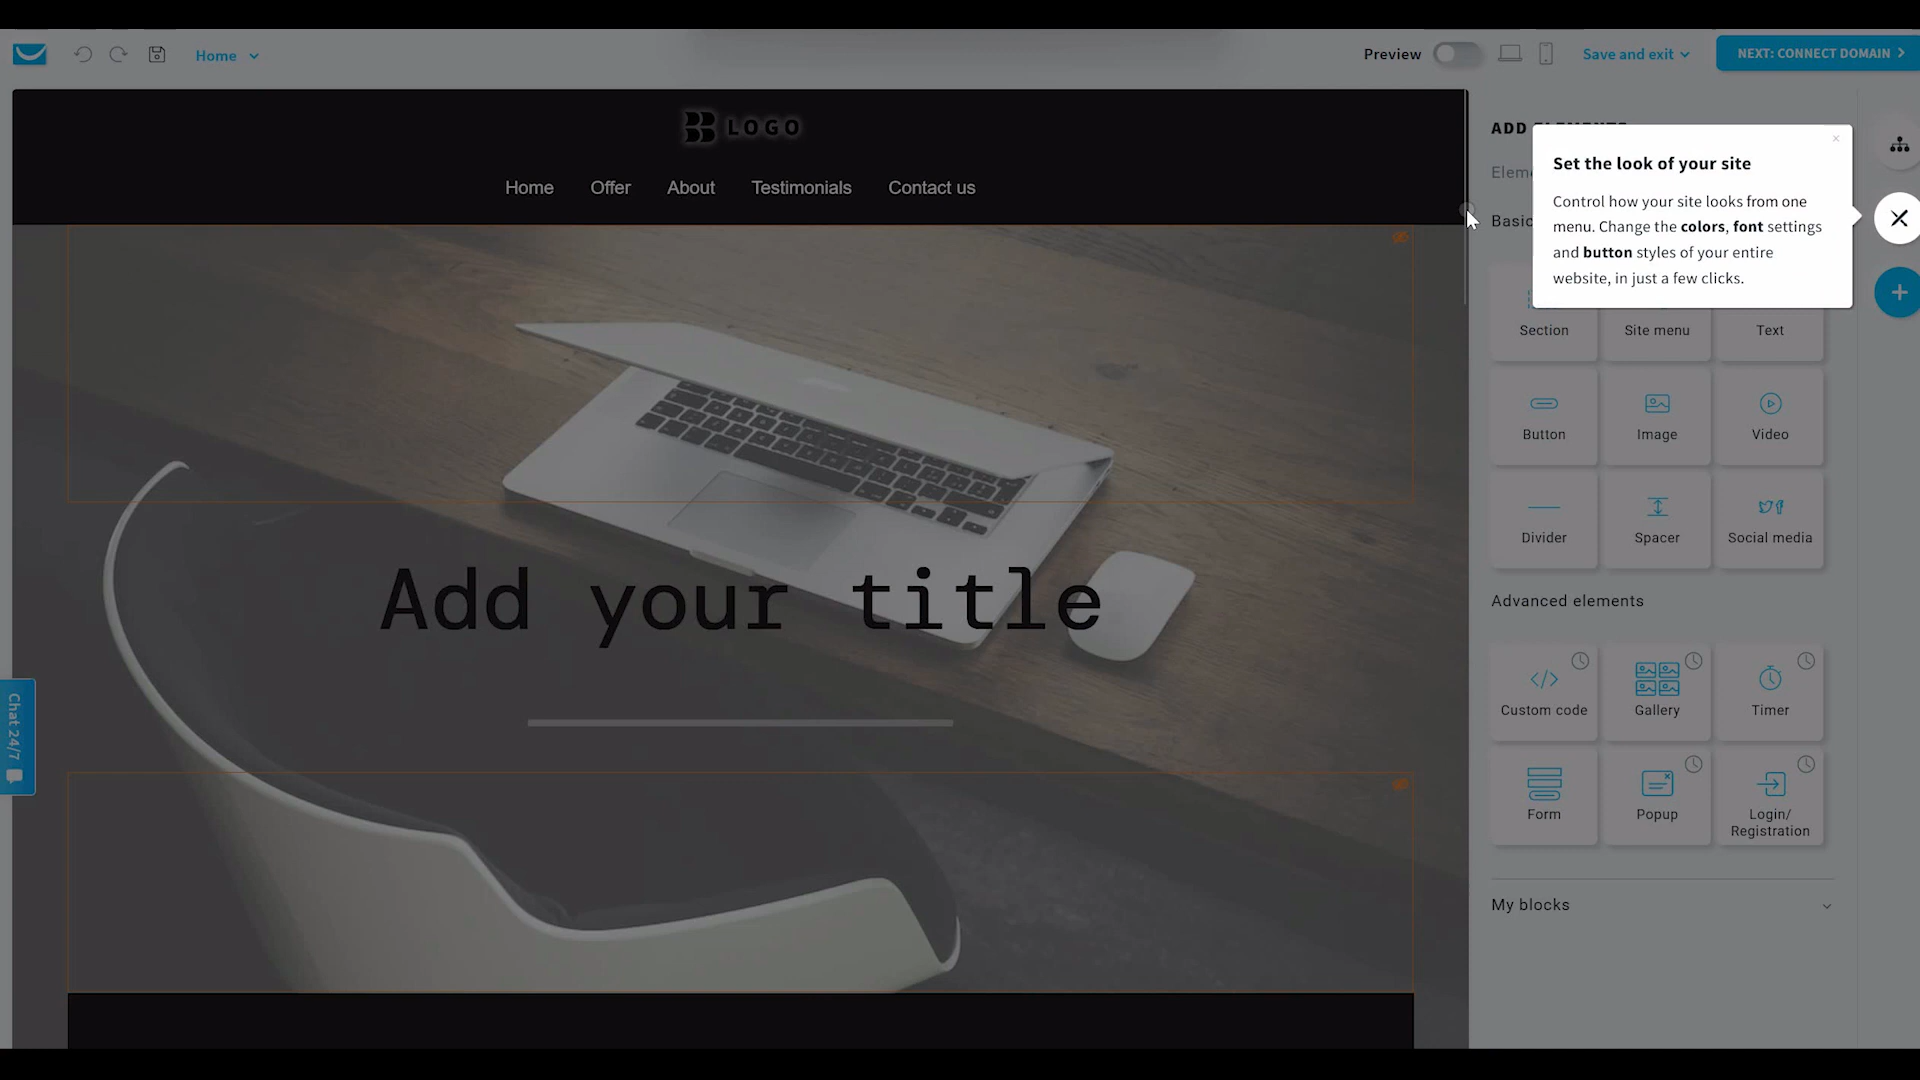 Home
Preview
Save and exit
NEXT: CONNECT DOMAIN
LOGO
Home Offer About Testimonials Contact us
ADD
Set the look of your site
Control how your site looks from one
menu. Change the colors, font settings
and button styles of your entire
website, in just a few clicks.
Section Site menu Text
Button Image Video
Divider Spacer Social media
Add your title
Advanced elements
Custom code Gallery Timer
Form Popup Login/
Registration
My blocks
Chat 24/7